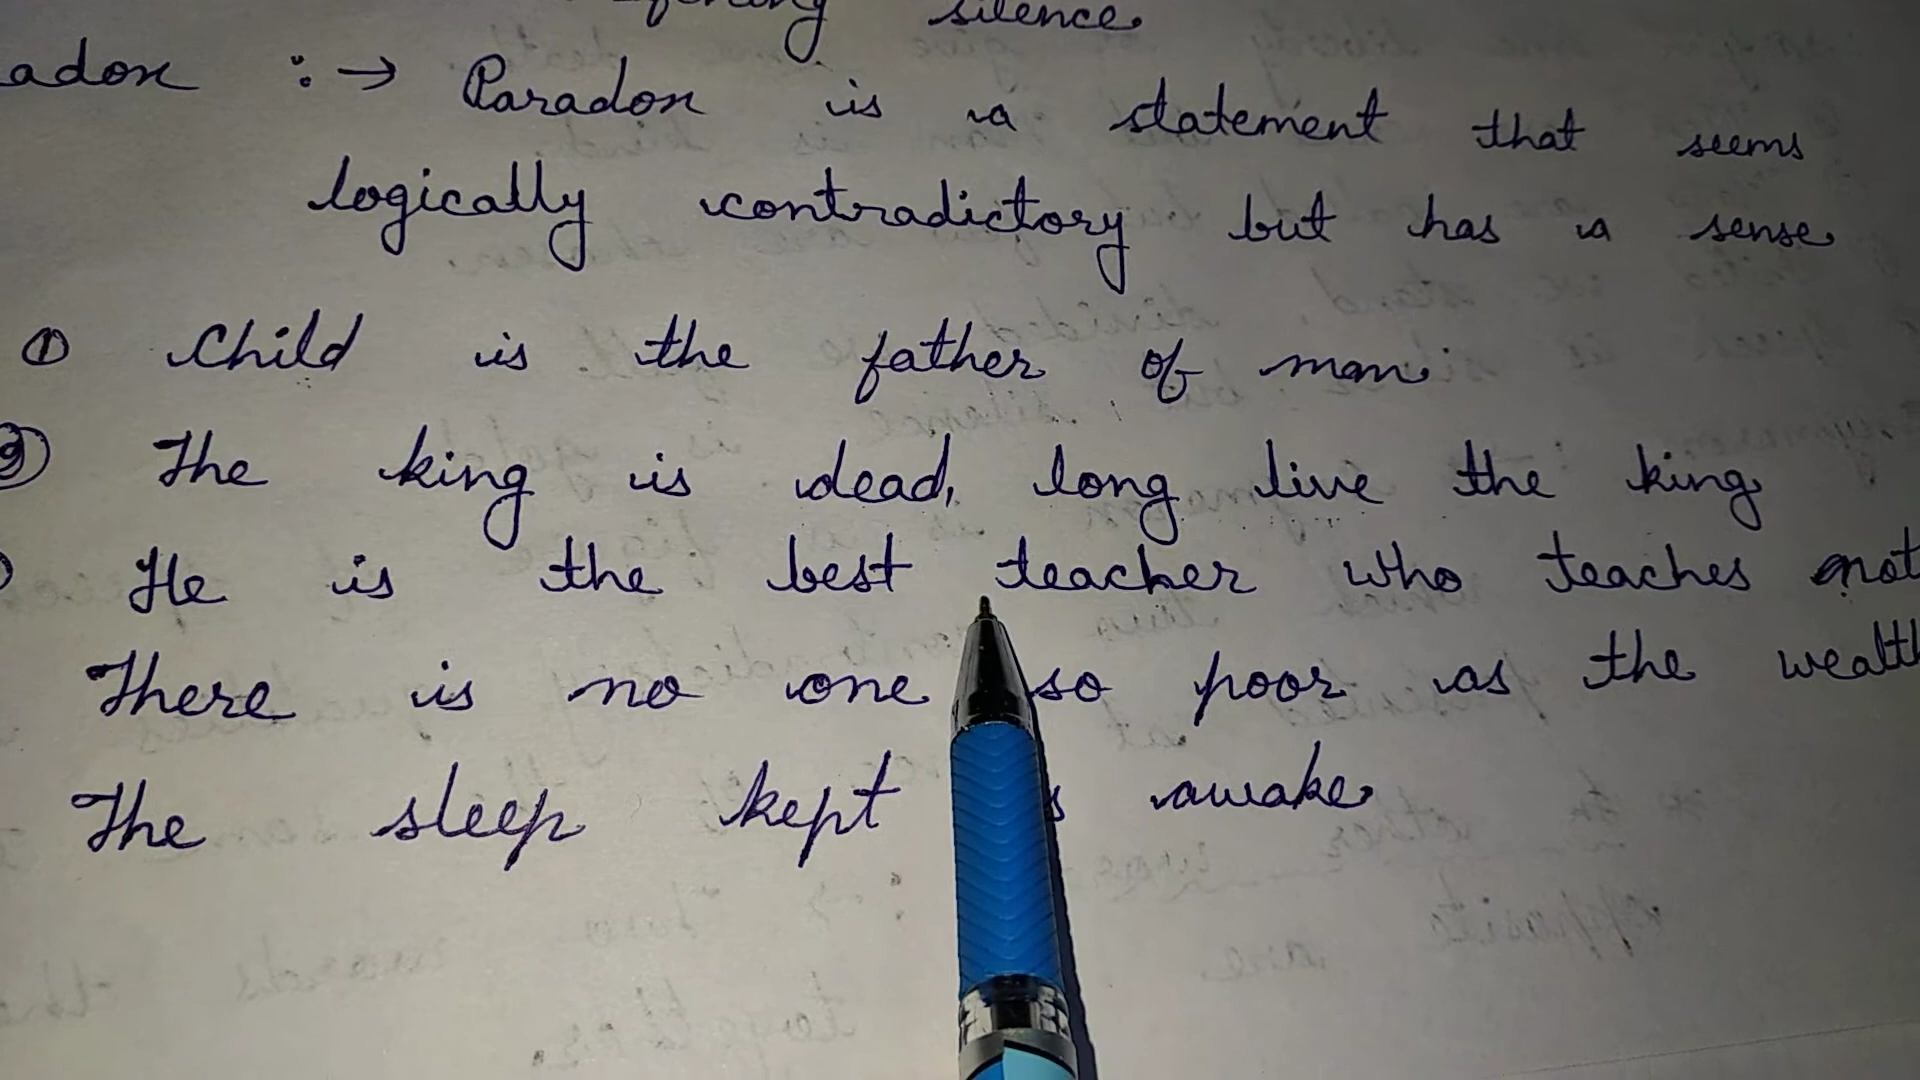 silence
adox :→ Paradox is a statement that seems
logically contradictory but has a sense
① Child is the father of man.
The king is dead, long live the king
He is the best teacher who teaches not
There is no one so poor as the wealth
The sleep kept awake